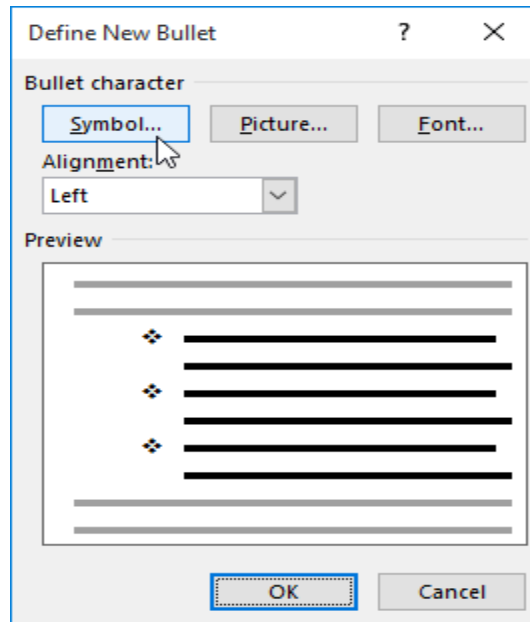 Define New Bullet ?
Bullet character
Symbol... Picture... Font...
Alignment:
Left
Preview
OK Cancel